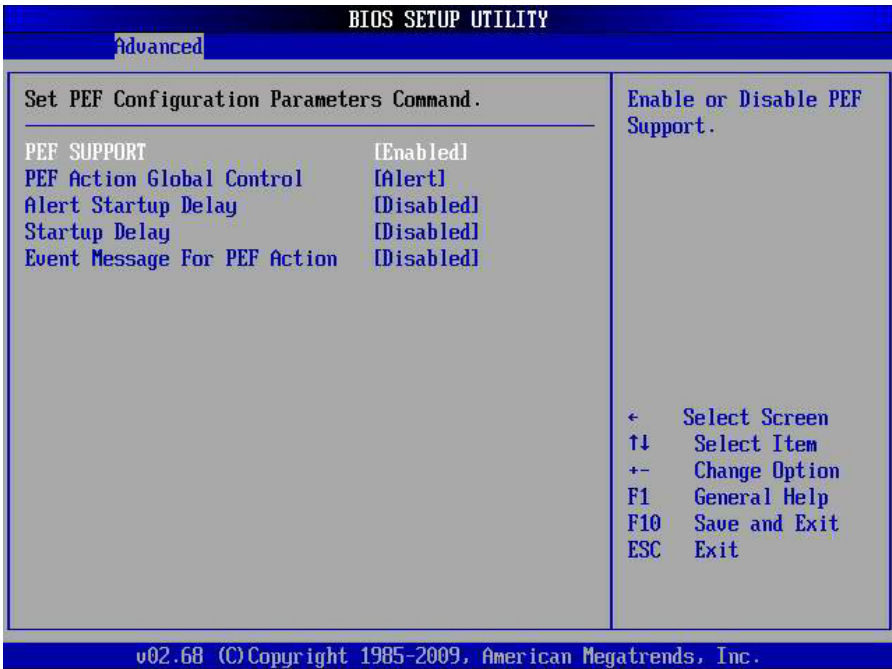 BIOS SETUP UTILITY
Advanced
Set PEF Configuration Parameters Command.
PEF SUPPORT [Enabled]
PEF Action Global Control [Alert]
Alert Startup Delay [Disabled]
Startup Delay [Disabled]
Event Message For PEF Action [Disabled]
Enable or Disable PEF
Support.
← Select Screen
↑↓ Select Item
+- Change Option
F1 General Help
F10 Save and Exit
ESC Exit
v02.68 (C)Copyright 1985-2009, American Megatrends, Inc.